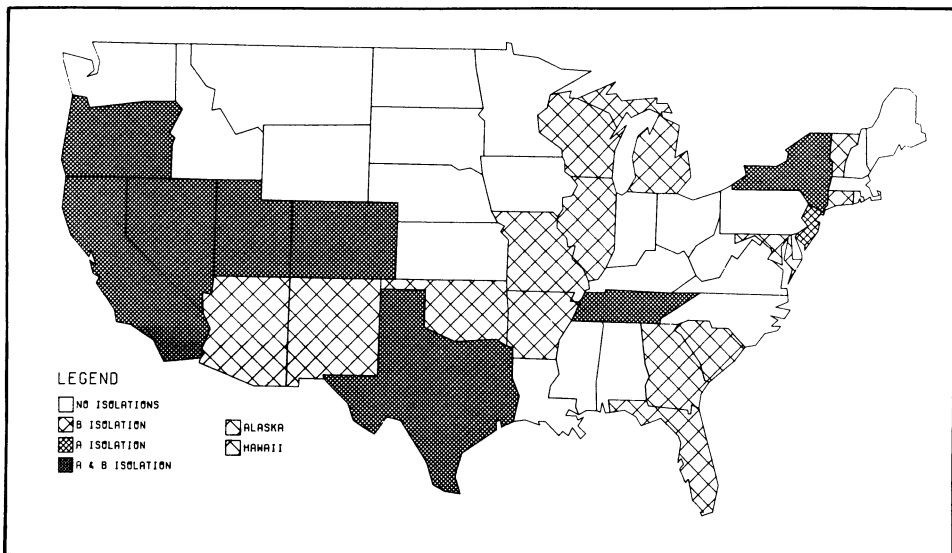 LEGEND
NO ISOLATIONS
B ISOLATION
A ISOLATION
A & B ISOLATION
ALASKA
HAWAII